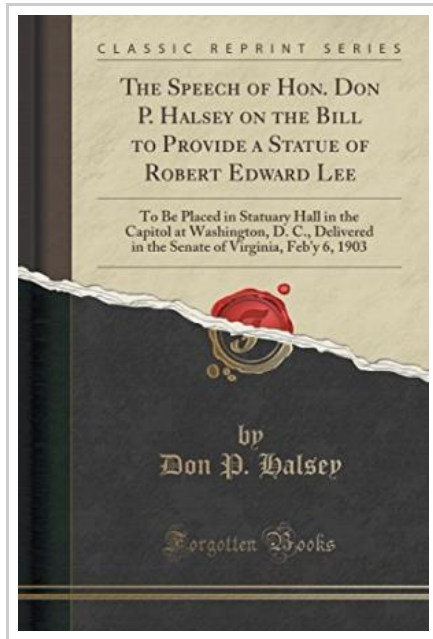 CLASSIC REPRINT SERIES
THE SPEECH OF HON. DON
P. HALSEY ON THE BILL
TO PROVIDE A STATUE OF
ROBERT EDWARD LEE
To Be Placed in Statuary Hall in the
Capitol at Washington, D. C., Delivered
in the Senate of Virginia, Feb'y 6, 1903
by
Don P. Halsey
Forgotten Books